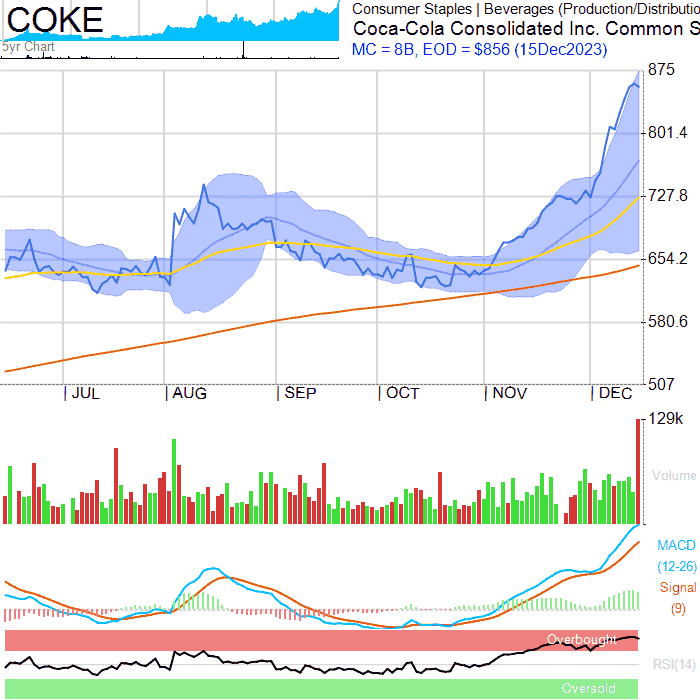 COKE
5yr Chart
Consumer Staples | Beverages (Production/Distributio
Coca-Cola Consolidated Inc. Common S
MC = 8B, EOD = $856 (15Dec2023)
875
801.4
727.8
654.2
580.6
507
JUL AUG SEP OCT NOV DEC
129k
Volume
MACD
(12-26)
Signal
(9)
Overbought
RSI(14)
Oversold